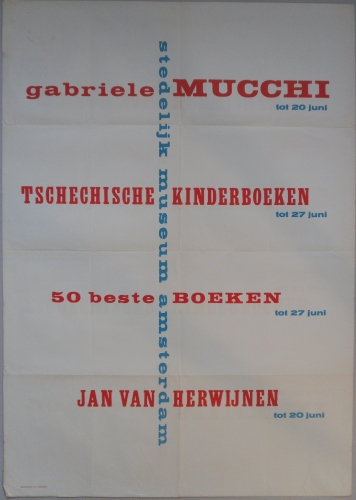 stedelijk museum amsterdam
gabriele MUCCHI
tot 20 juni
TSCHECHISCHE KINDERBOEKEN
tot 27 juni
50 beste BOEKEN
tot 27 juni
JAN VAN HERWIJNEN
tot 20 juni